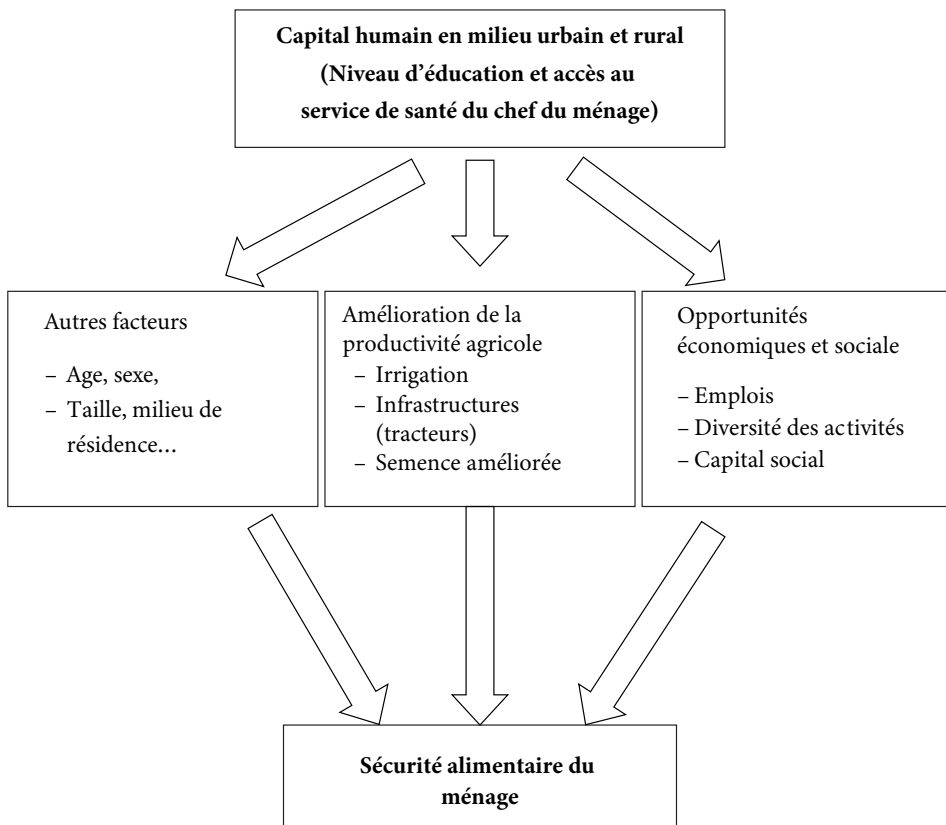 Capital humain en milieu urbain et rural
(Niveau d’éducation et accès au
service de santé du chef du ménage)
Autres facteurs
– Age, sexe,
– Taille, milieu de
résidence…
Amélioration de la
productivité agricole
– Irrigation
– Infrastructures
(tracteurs)
– Semence améliorée
Opportunités
économiques et sociale
– Emplois
– Diversité des activités
– Capital social
Sécurité alimentaire du
ménage